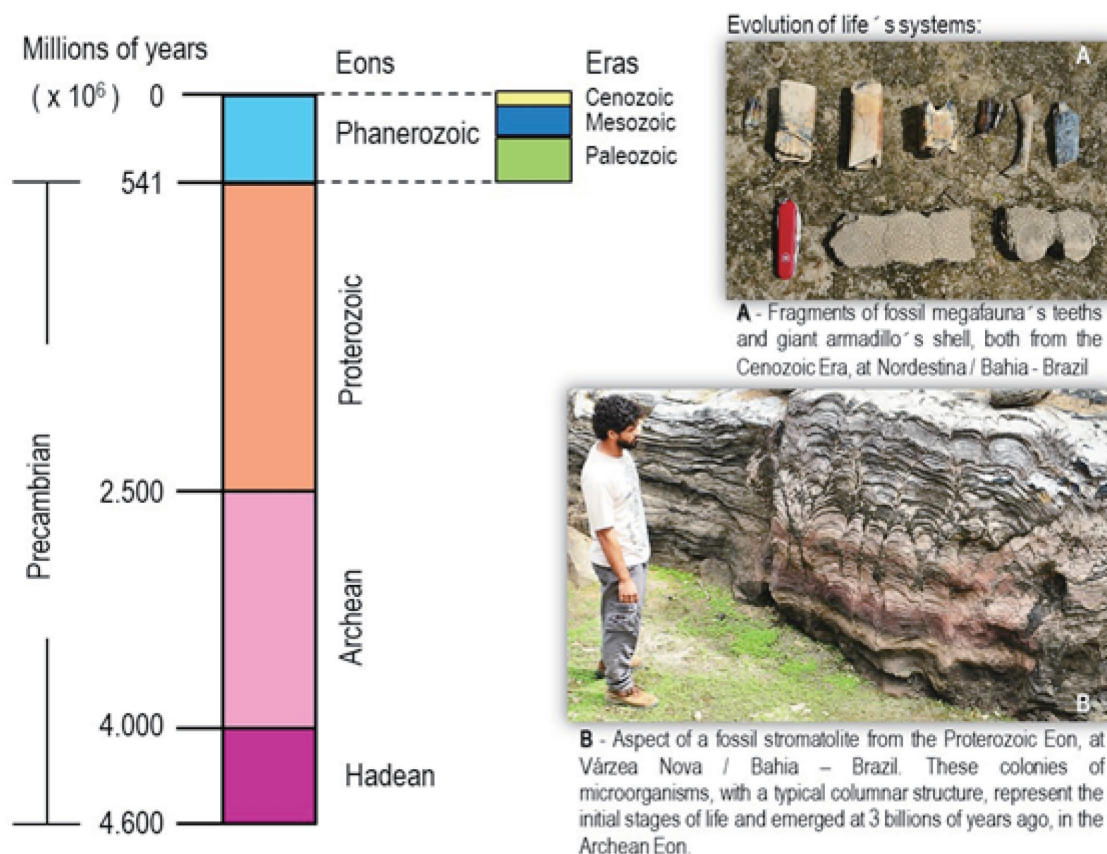 Millions of years
( x 10⁶ ) 0
Eons
Eras
Phanerozoic
Cenozoic
Mesozoic
Paleozoic
541
Precambrian
Proterozoic
2.500
Archean
4.000
Hadean
4.600
Evolution of life ´ s systems:
A
A - Fragments of fossil megafauna´s teeths
and giant armadillo´s shell, both from the
Cenozoic Era, at Nordestina / Bahia - Brazil
B
B - Aspect of a fossil stromatolite from the Proterozoic Eon, at
Várzea Nova / Bahia – Brazil. These colonies of
microorganisms, with a typical columnar structure, represent the
initial stages of life and emerged at 3 billions of years ago, in the
Archean Eon.